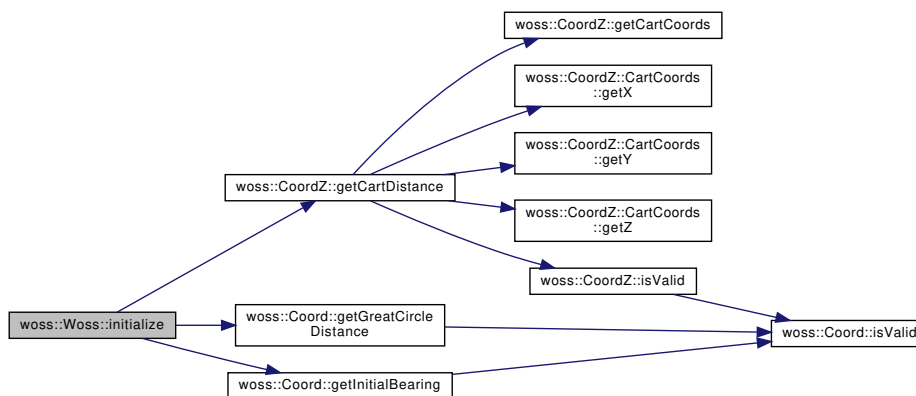 woss::CoordZ::getCartCoords
woss::CoordZ::CartCoords
::getX
woss::CoordZ::CartCoords
::getY
woss::CoordZ::getCartDistance
woss::CoordZ::CartCoords
::getZ
woss::CoordZ::isValid
woss::Woss::initialize
woss::Coord::getGreatCircle
Distance
woss::Coord::isValid
woss::Coord::getInitialBearing